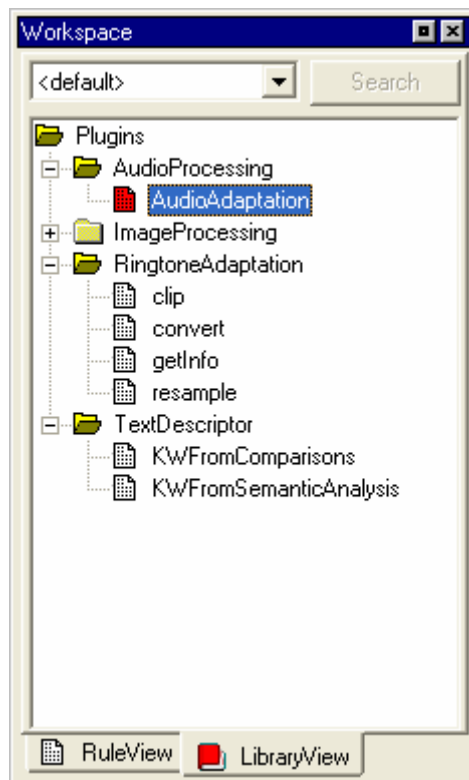 Workspace
<default> Search
Plugins
AudioProcessing
AudioAdaptation
ImageProcessing
RingtoneAdaptation
clip
convert
getInfo
resample
TextDescriptor
KWFromComparisons
KWFromSemanticAnalysis
RuleView LibraryView